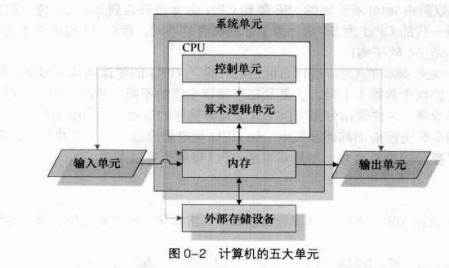 系统单元
CPU
控制单元
算术逻辑单元
输入单元
内存
输出单元
外部存储设备
图 0-2 计算机的五大单元